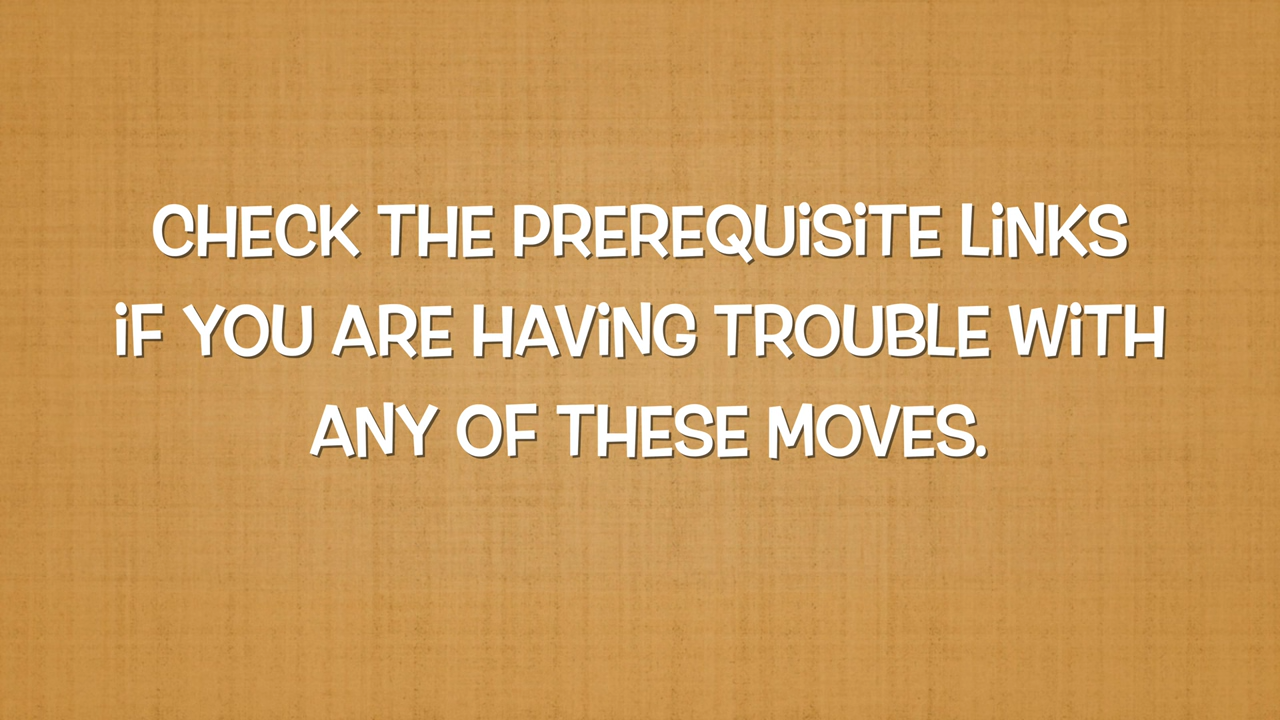 CHECK THE PREREQUiSiTE LiNKS
iF YOU ARE HAViNG TROUBLE WiTH
ANY OF THESE MOVES.